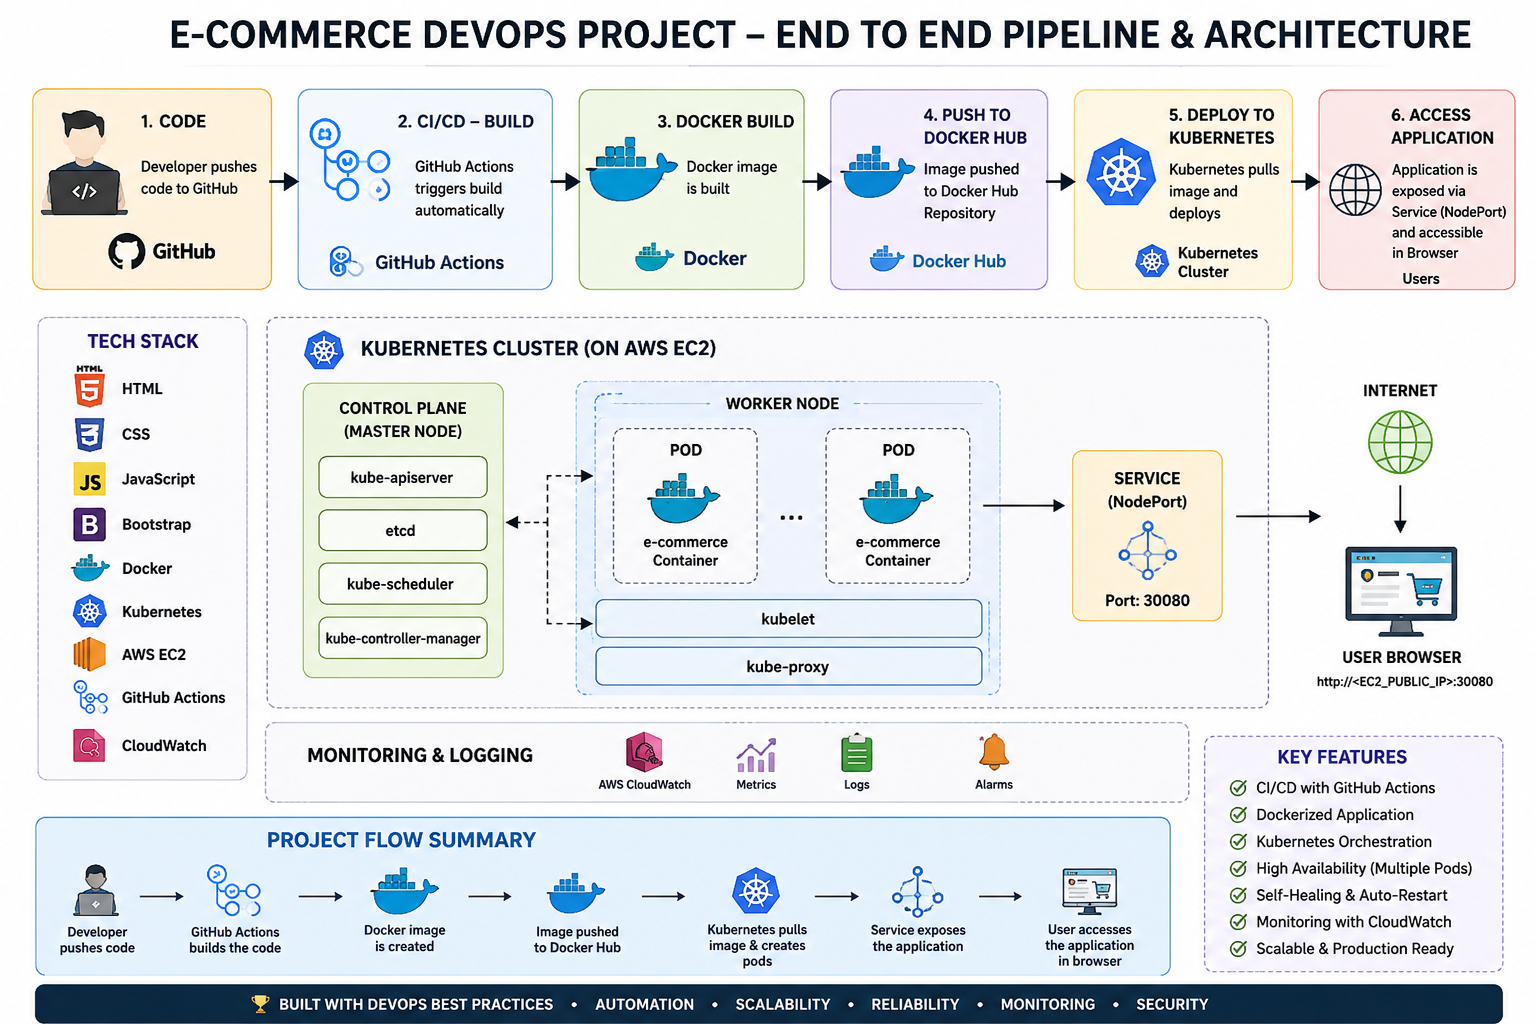 E-COMMERCE DEVOPS PROJECT – END TO END PIPELINE & ARCHITECTURE
1. CODE
Developer pushes
code to GitHub
</>
GitHub
2. CI/CD – BUILD
GitHub Actions
triggers build
automatically
GitHub Actions
3. DOCKER BUILD
Docker image
is built
Docker
4. PUSH TO
DOCKER HUB
Image pushed
to Docker Hub
Repository
Docker Hub
5. DEPLOY TO
KUBERNETES
Kubernetes pulls
image and
deploys
Kubernetes
Cluster
6. ACCESS
APPLICATION
Application is
exposed via
Service (NodePort)
and accessible
in Browser
Users
TECH STACK
HTML
5
HTML
3
CSS
JS
JavaScript
B
Bootstrap
Docker
Kubernetes
AWS EC2
GitHub Actions
CloudWatch
KUBERNETES CLUSTER (ON AWS EC2)
CONTROL PLANE
(MASTER NODE)
kube-apiserver
etcd
kube-scheduler
kube-controller-manager
WORKER NODE
POD
e-commerce
Container
...
POD
e-commerce
Container
kubelet
kube-proxy
SERVICE
(NodePort)
Port: 30080
INTERNET
USER BROWSER
http://<EC2_PUBLIC_IP>:30080
MONITORING & LOGGING
AWS CloudWatch
Metrics
Logs
Alarms
KEY FEATURES
CI/CD with GitHub Actions
Dockerized Application
Kubernetes Orchestration
High Availability (Multiple Pods)
Self-Healing & Auto-Restart
Monitoring with CloudWatch
Scalable & Production Ready
PROJECT FLOW SUMMARY
Developer
pushes code
GitHub Actions
builds the code
Docker image
is created
Image pushed
to Docker Hub
Kubernetes pulls
image & creates
pods
Service exposes
the application
User accesses
the application
in browser
BUILT WITH DEVOPS BEST PRACTICES • AUTOMATION • SCALABILITY • RELIABILITY • MONITORING • SECURITY